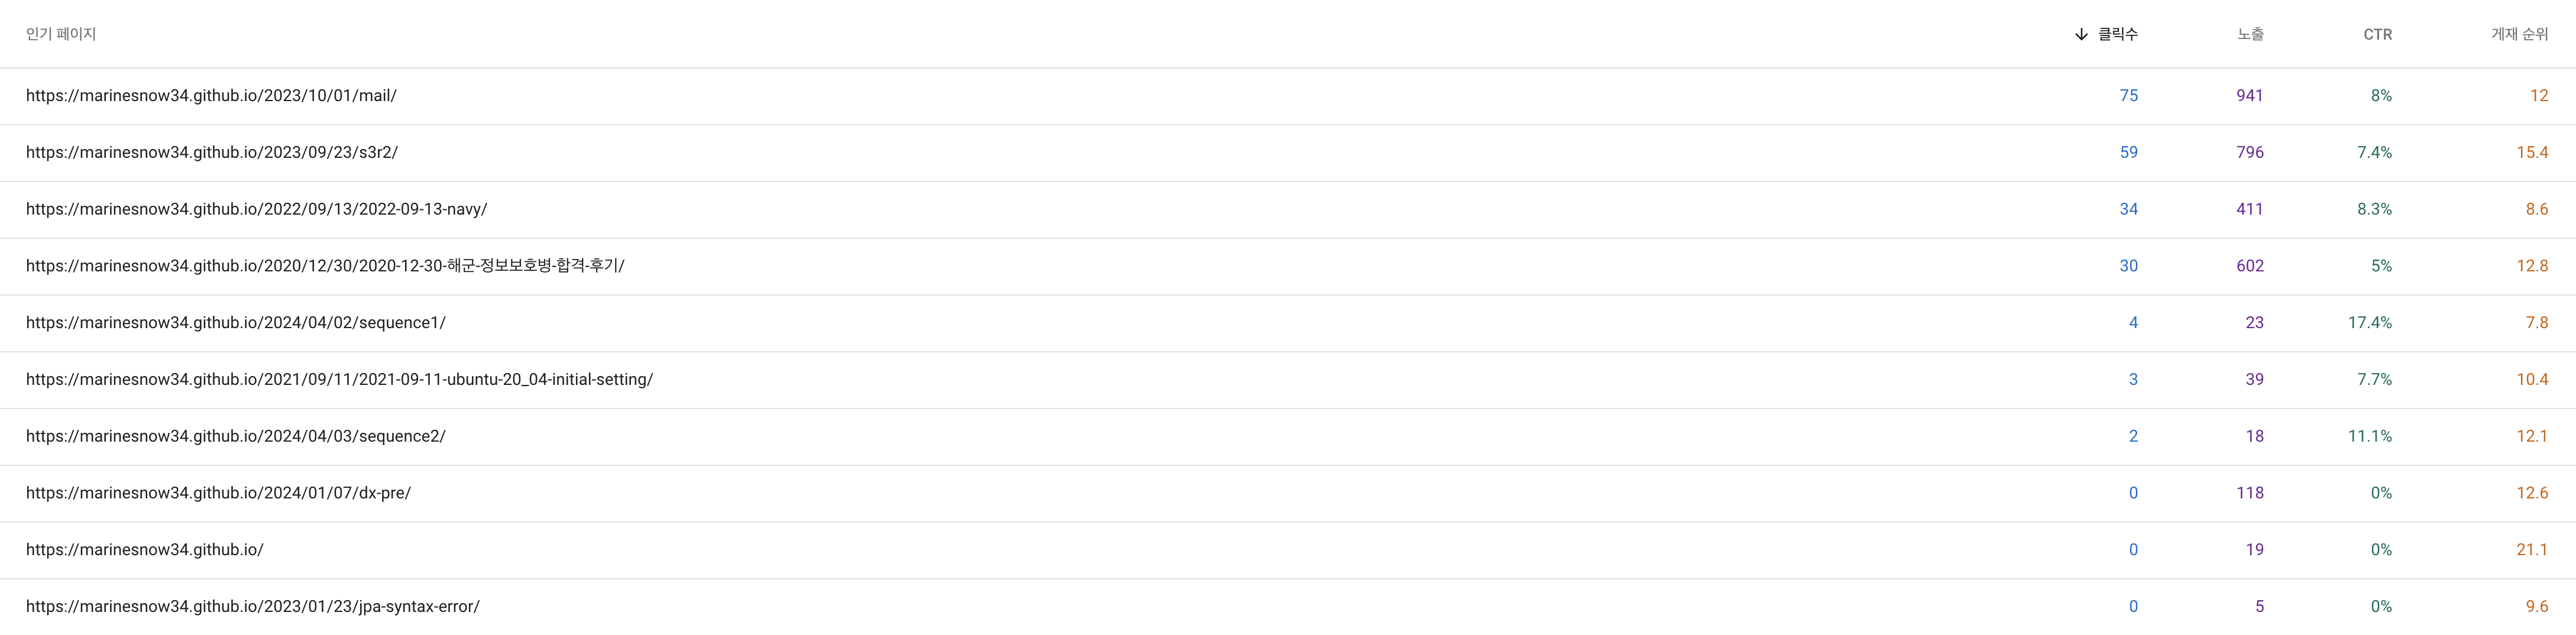 인기 페이지 ↓ 클릭수 노출 CTR 게재 순위
https://marinesnow34.github.io/2023/10/01/mail/ 75 941 8% 12
https://marinesnow34.github.io/2023/09/23/s3r2/ 59 796 7.4% 15.4
https://marinesnow34.github.io/2022/09/13/2022-09-13-navy/ 34 411 8.3% 8.6
https://marinesnow34.github.io/2020/12/30/2020-12-30-해군-정보보호병-합격-후기/ 30 602 5% 12.8
https://marinesnow34.github.io/2024/04/02/sequence1/ 4 23 17.4% 7.8
https://marinesnow34.github.io/2021/09/11/2021-09-11-ubuntu-20_04-initial-setting/ 3 39 7.7% 10.4
https://marinesnow34.github.io/2024/04/03/sequence2/ 2 18 11.1% 12.1
https://marinesnow34.github.io/2024/01/07/dx-pre/ 0 118 0% 12.6
https://marinesnow34.github.io/ 0 19 0% 21.1
https://marinesnow34.github.io/2023/01/23/jpa-syntax-error/ 0 5 0% 9.6